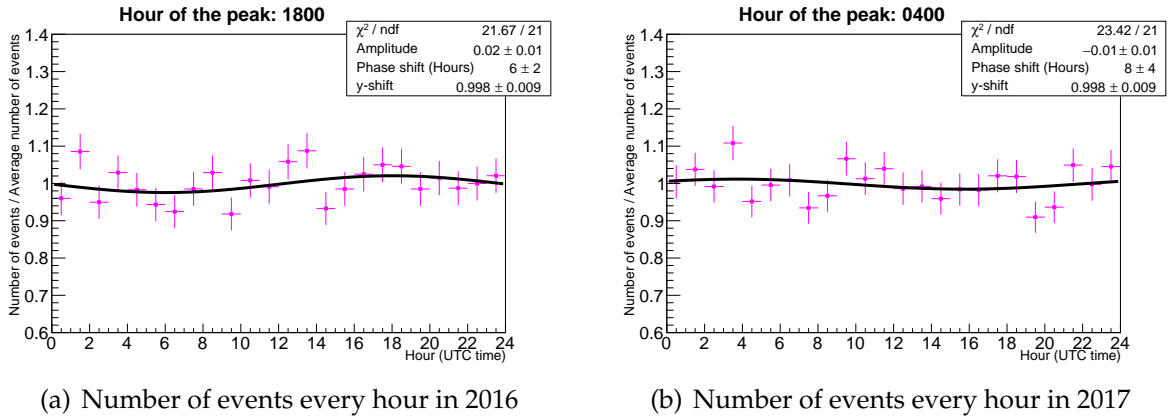 Hour of the peak: 1800
χ² / ndf 21.67 / 21
Amplitude 0.02 ± 0.01
Phase shift (Hours) 6 ± 2
y-shift 0.998 ± 0.009
Number of events / Average number of events
1.4
1.3
1.2
1.1
1
0.9
0.8
0.7
0.6
0 2 4 6 8 10 12 14 16 18 20 22 24
Hour (UTC time)
(a) Number of events every hour in 2016
Hour of the peak: 0400
χ² / ndf 23.42 / 21
Amplitude −0.01 ± 0.01
Phase shift (Hours) 8 ± 4
y-shift 0.998 ± 0.009
Number of events / Average number of events
1.4
1.3
1.2
1.1
1
0.9
0.8
0.7
0.6
0 2 4 6 8 10 12 14 16 18 20 22 24
Hour (UTC time)
(b) Number of events every hour in 2017